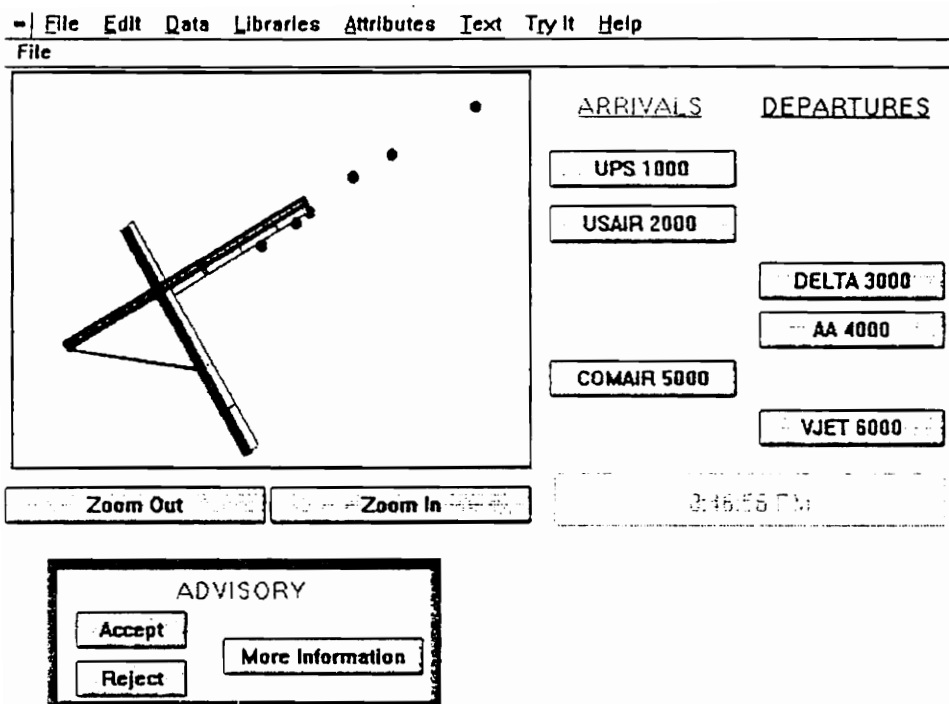 File Edit Data Libraries Attributes Text Try It Help
File
ARRIVALS DEPARTURES
UPS 1000
USAIR 2000
DELTA 3000
AA 4000
COMAIR 5000
VJET 6000
Zoom Out Zoom In
ADVISORY
Accept
More Information
Reject